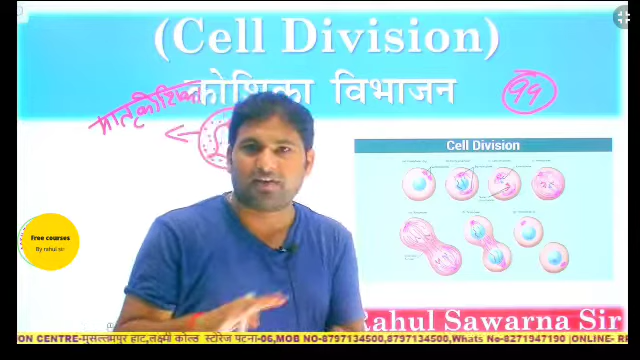 (Cell Division)
कोशिका विभाजन
मातृकोशिका
99
Cell Division
Free courses
By rahul sir
Rahul Sawarna Sir
ON CENTRE-मुसल्लमपुर हाट,लक्ष्मी कोल्ड स्टोरेज पटना-06,MOB NO-8797134500,8797134500,Whats No-8271947190 (ONLINE- R